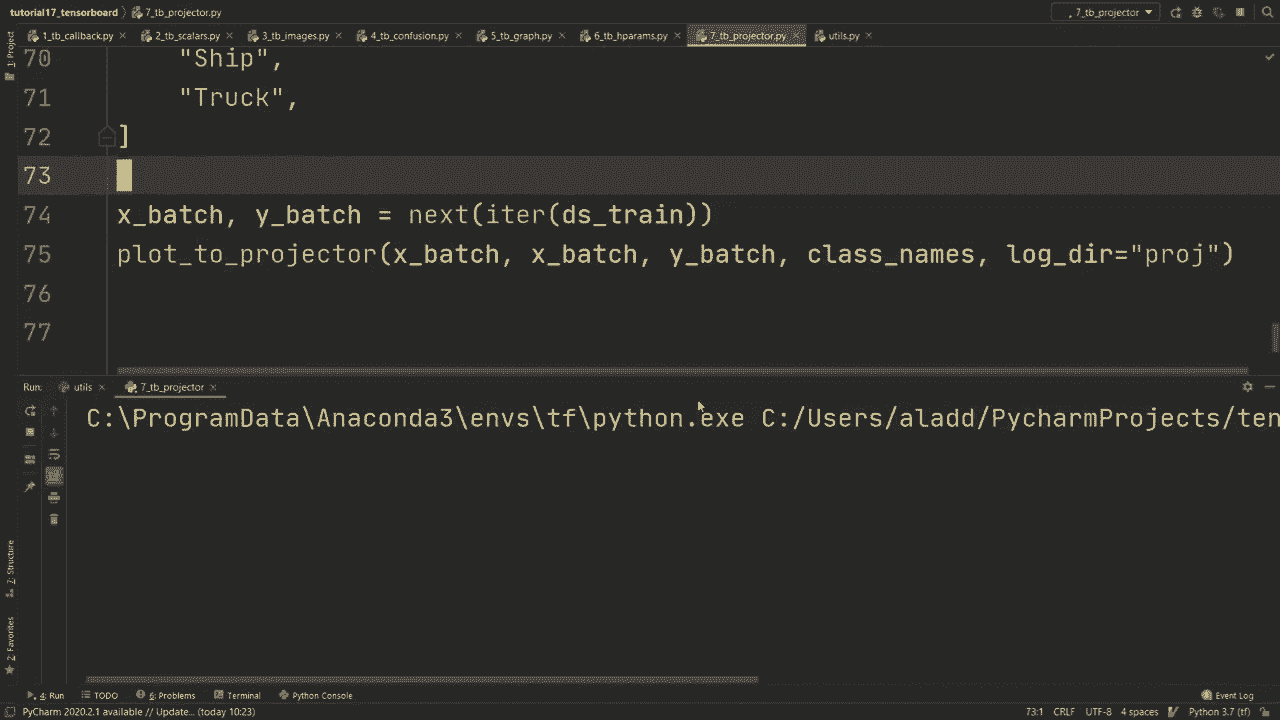 tutorial17_tensorboard 7_tb_projector.py 7_tb_projector
1_tb_callback.py 2_tb_scalars.py 3_tb_images.py 4_tb_confusion.py 5_tb_graph.py 6_tb_hparams.py 7_tb_projector.py utils.py
1: Project
70 "Ship",
71 "Truck",
72 ]
73
74 x_batch, y_batch = next(iter(ds_train))
75 plot_to_projector(x_batch, x_batch, y_batch, class_names, log_dir="proj")
76
77
Run: utils 7_tb_projector
C:\ProgramData\Anaconda3\envs\tf\python.exe C:/Users/aladd/PycharmProjects/ten
7: Structure
2: Favorites
4: Run TODO 6: Problems Terminal Python Console Event Log
PyCharm 2020.2.1 available // Update... (today 10:23) 73:1 CRLF UTF-8 4 spaces Python 3.7 (tf)